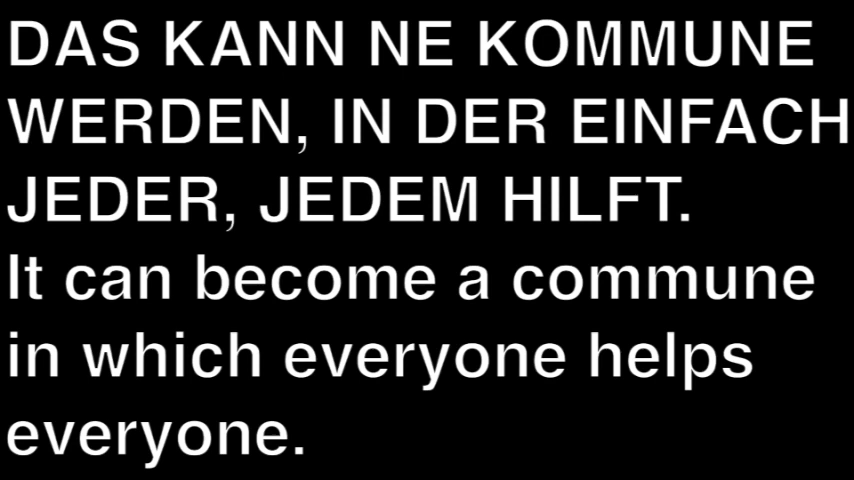 DAS KANN NE KOMMUNE
WERDEN, IN DER EINFACH
JEDER, JEDEM HILFT.
It can become a commune
in which everyone helps
everyone.